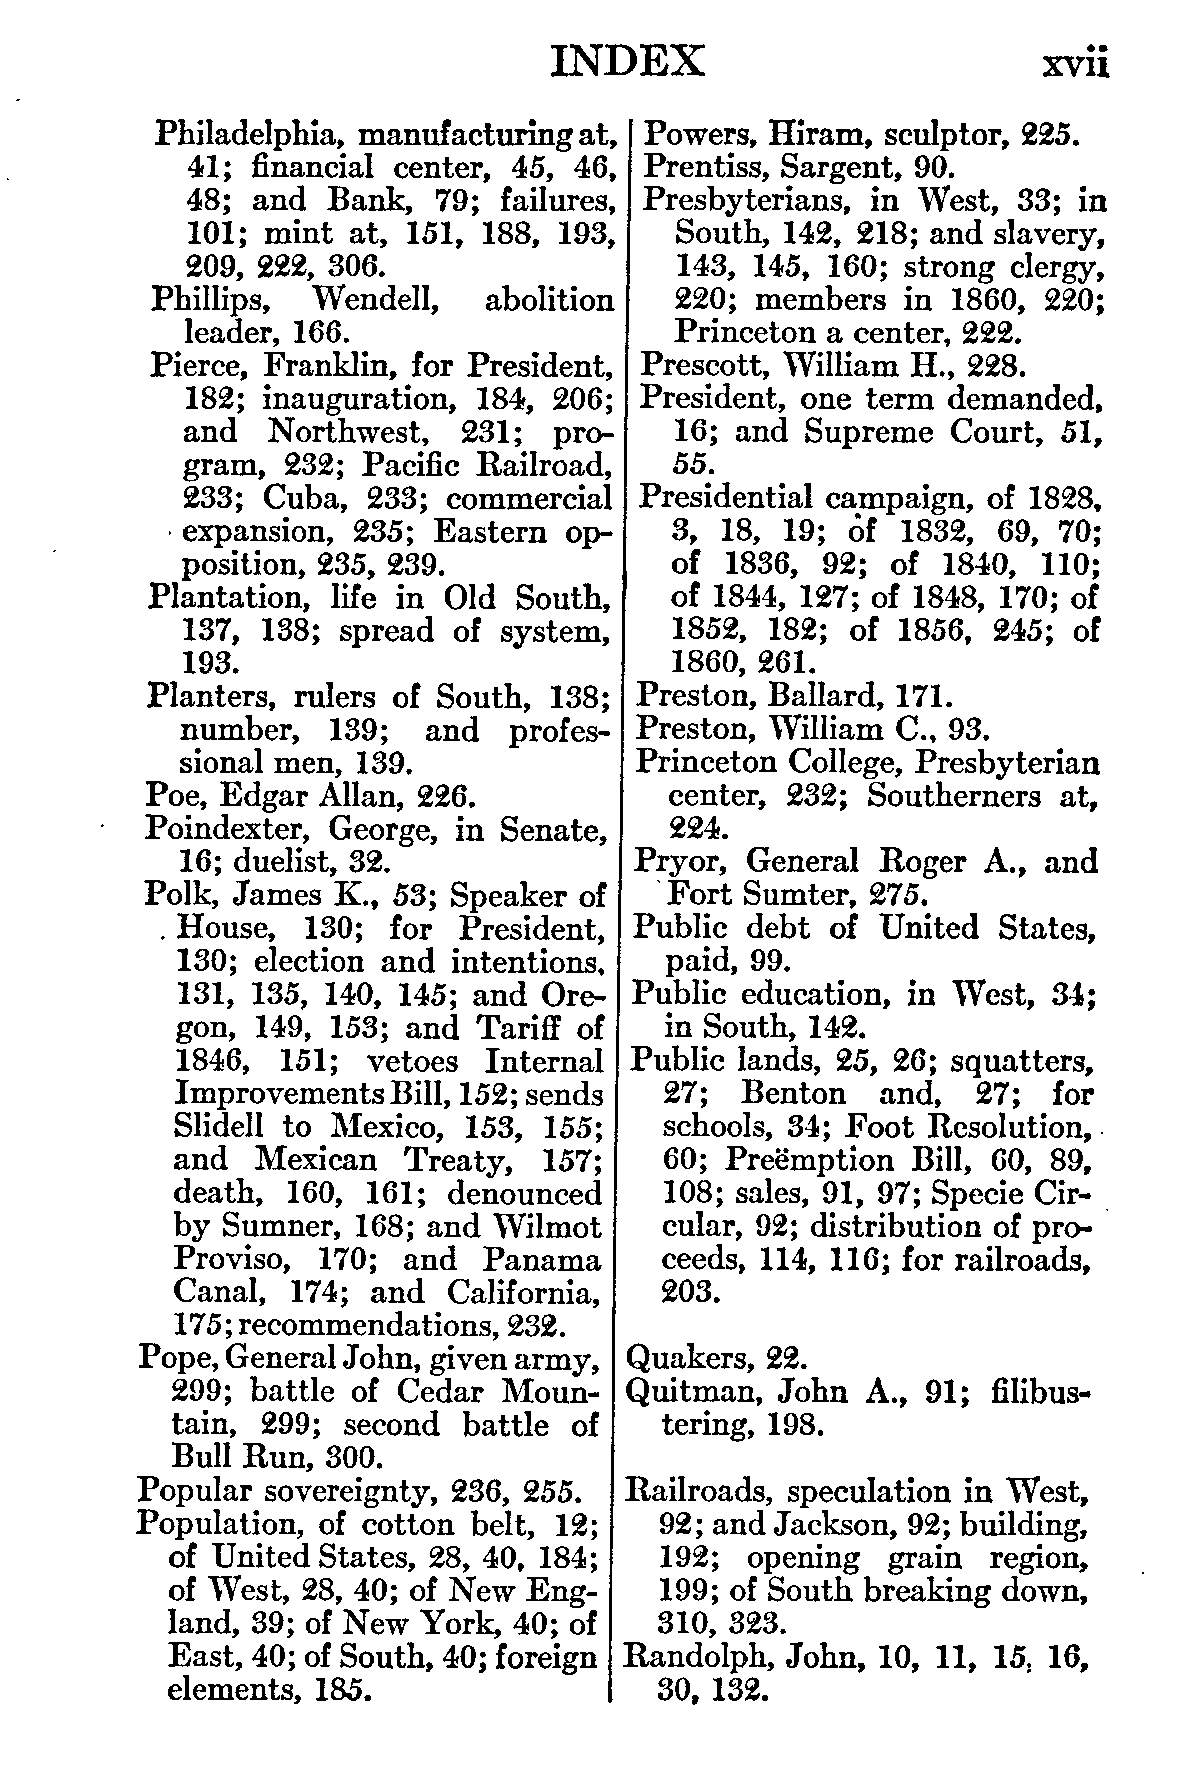 INDEX xvii
Philadelphia, manufacturing at,
41; financial center, 45, 46,
48; and Bank, 79; failures,
101; mint at, 151, 188, 193,
209, 222, 306.
Phillips, Wendell, abolition
leader, 166.
Pierce, Franklin, for President,
182; inauguration, 184, 206;
and Northwest, 231; pro-
gram, 232; Pacific Railroad,
233; Cuba, 233; commercial
expansion, 235; Eastern op-
position, 235, 239.
Plantation, life in Old South,
137, 138; spread of system,
193.
Planters, rulers of South, 138;
number, 139; and profes-
sional men, 139.
Poe, Edgar Allan, 226.
Poindexter, George, in Senate,
16; duelist, 32.
Polk, James K., 53; Speaker of
House, 130; for President,
130; election and intentions,
131, 135, 140, 145; and Ore-
gon, 149, 153; and Tariff of
1846, 151; vetoes Internal
Improvements Bill, 152; sends
Slidell to Mexico, 153, 155;
and Mexican Treaty, 157;
death, 160, 161; denounced
by Sumner, 168; and Wilmot
Proviso, 170; and Panama
Canal, 174; and California,
175; recommendations, 232.
Pope, General John, given army,
299; battle of Cedar Moun-
tain, 299; second battle of
Bull Run, 300.
Popular sovereignty, 236, 255.
Population, of cotton belt, 12;
of United States, 28, 40, 184;
of West, 28, 40; of New Eng-
land, 39; of New York, 40; of
East, 40; of South, 40; foreign
elements, 185.
Powers, Hiram, sculptor, 225.
Prentiss, Sargent, 90.
Presbyterians, in West, 33; in
South, 142, 218; and slavery,
143, 145, 160; strong clergy,
220; members in 1860, 220;
Princeton a center, 222.
Prescott, William H., 228.
President, one term demanded,
16; and Supreme Court, 51,
55.
Presidential campaign, of 1828,
3, 18, 19; of 1832, 69, 70;
of 1836, 92; of 1840, 110;
of 1844, 127; of 1848, 170; of
1852, 182; of 1856, 245; of
1860, 261.
Preston, Ballard, 171.
Preston, William C., 93.
Princeton College, Presbyterian
center, 232; Southerners at,
224.
Pryor, General Roger A., and
Fort Sumter, 275.
Public debt of United States,
paid, 99.
Public education, in West, 34;
in South, 142.
Public lands, 25, 26; squatters,
27; Benton and, 27; for
schools, 34; Foot Resolution,
60; Preëmption Bill, 60, 89,
108; sales, 91, 97; Specie Cir-
cular, 92; distribution of pro-
ceeds, 114, 116; for railroads,
203.
Quakers, 22.
Quitman, John A., 91; filibus-
tering, 198.
Railroads, speculation in West,
92; and Jackson, 92; building,
192; opening grain region,
199; of South breaking down,
310, 323.
Randolph, John, 10, 11, 15, 16,
30, 132.